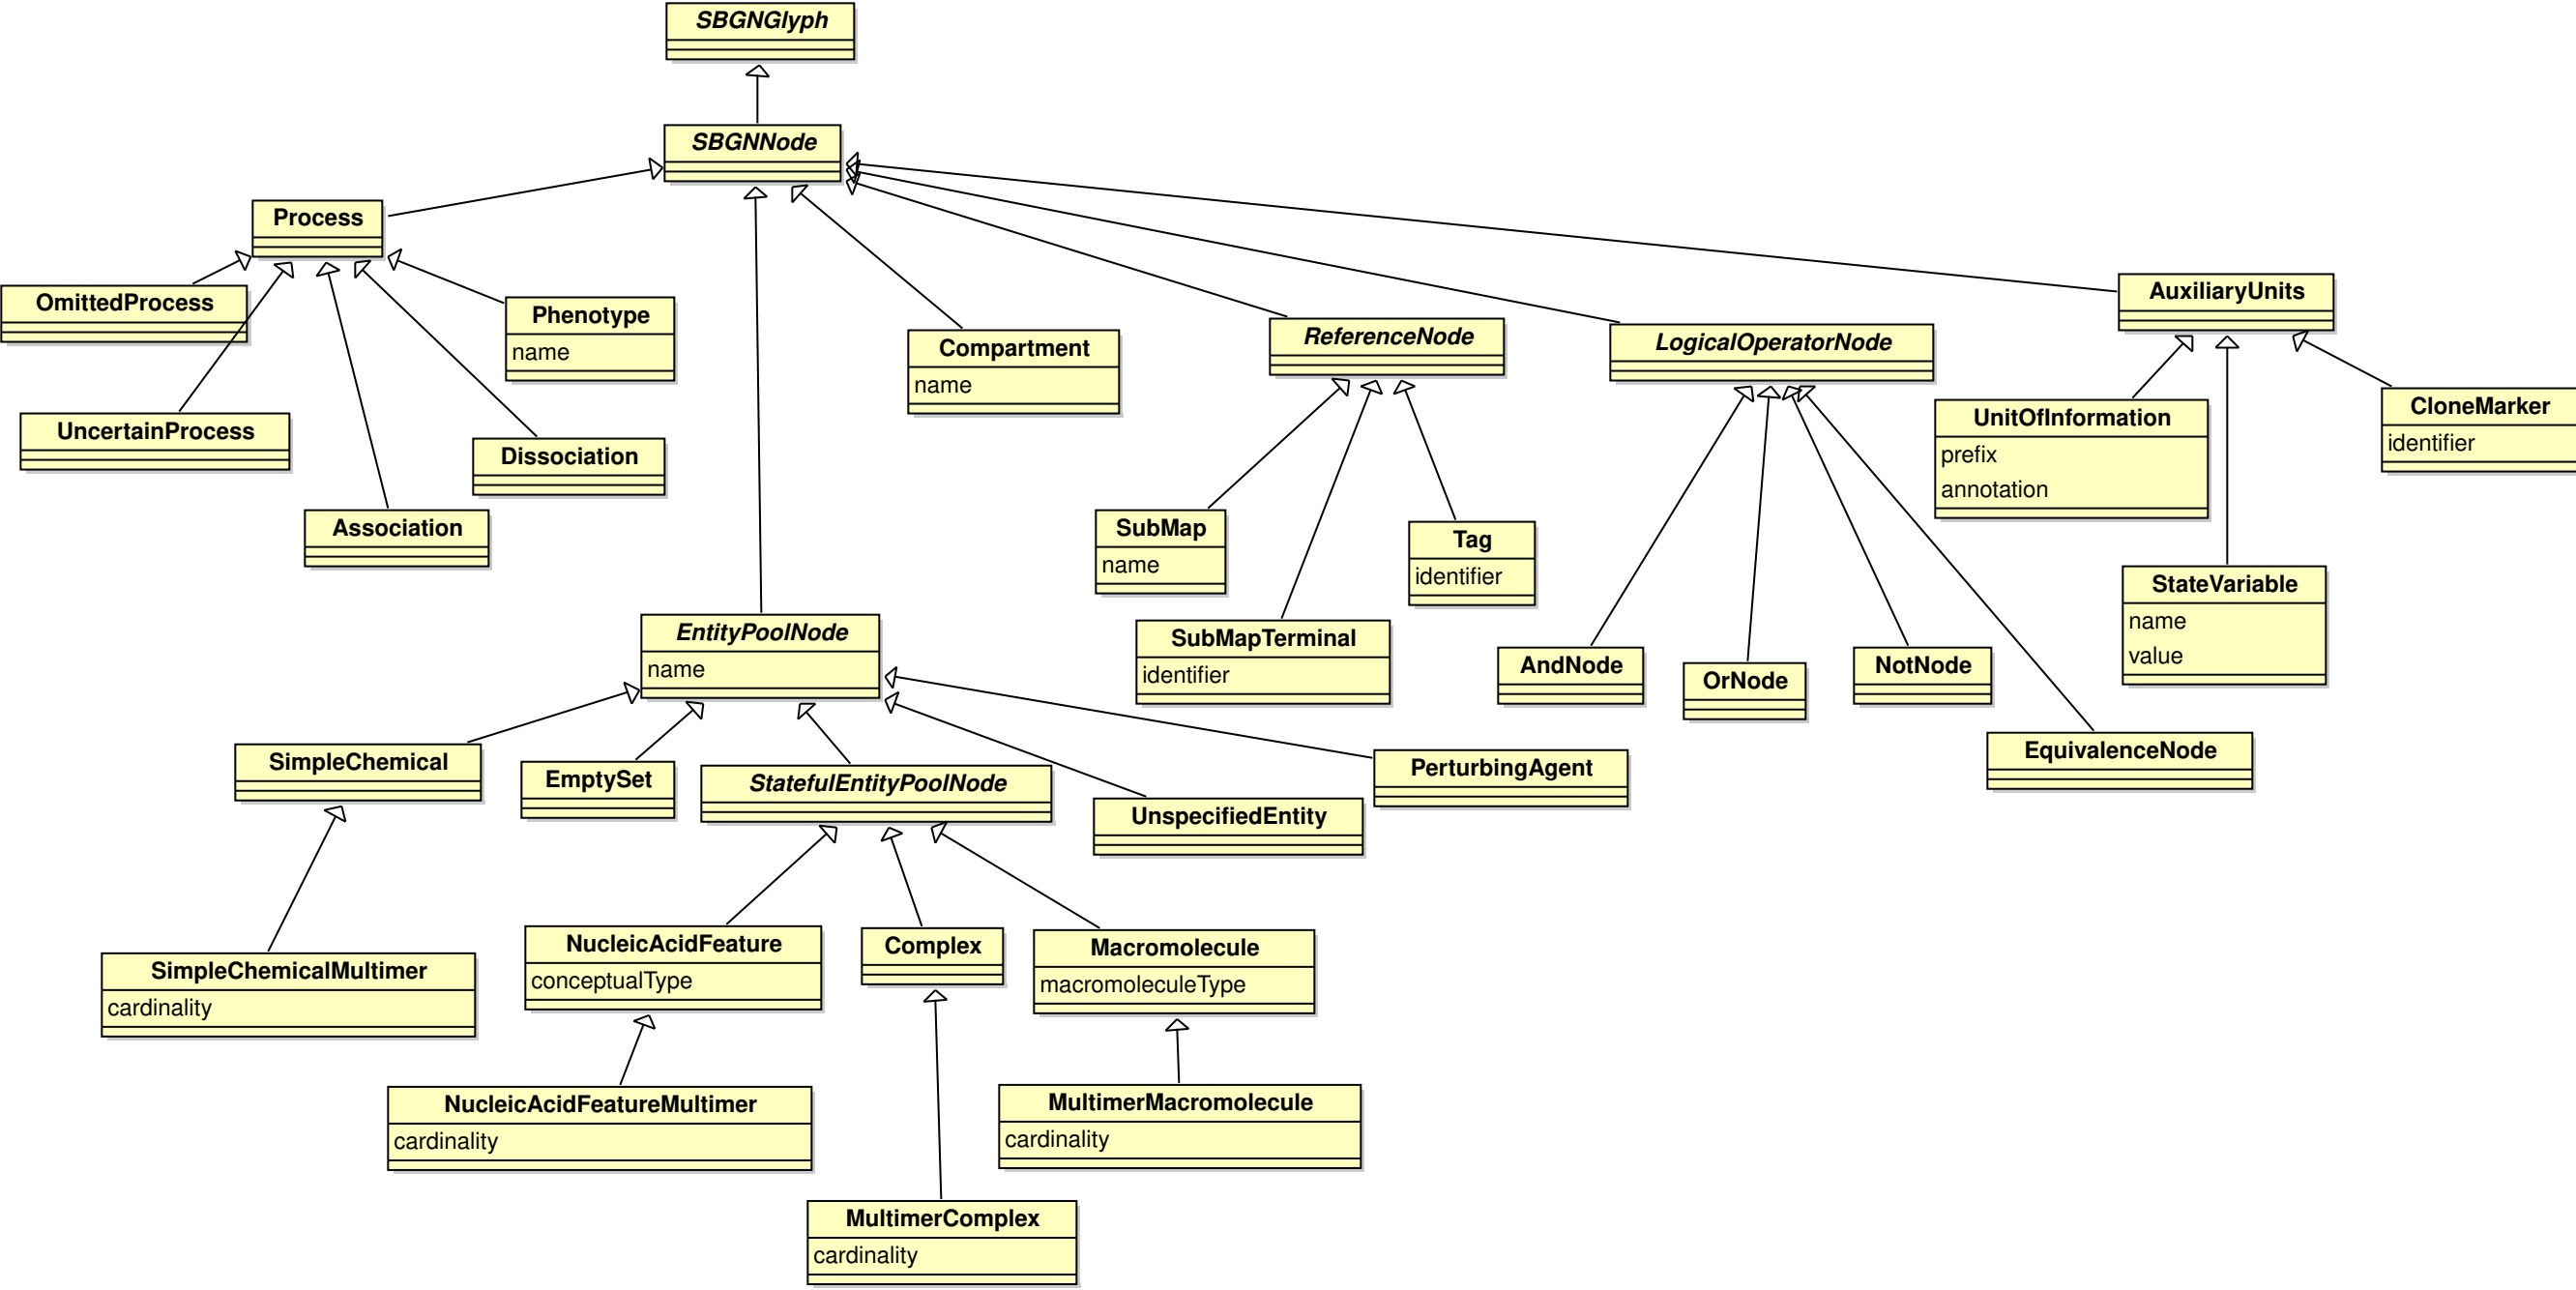 SBGNGlyph
SBGNNode
Process
OmittedProcess
Phenotype
name
UncertainProcess
Dissociation
Association
Compartment
name
ReferenceNode
LogicalOperatorNode
AuxiliaryUnits
UnitOfInformation
prefix
annotation
CloneMarker
identifier
SubMap
name
Tag
identifier
StateVariable
name
value
SubMapTerminal
identifier
AndNode
OrNode
NotNode
EquivalenceNode
EntityPoolNode
name
SimpleChemical
EmptySet
StatefulEntityPoolNode
UnspecifiedEntity
PerturbingAgent
SimpleChemicalMultimer
cardinality
NucleicAcidFeature
conceptualType
Complex
Macromolecule
macromoleculeType
NucleicAcidFeatureMultimer
cardinality
MultimerMacromolecule
cardinality
MultimerComplex
cardinality